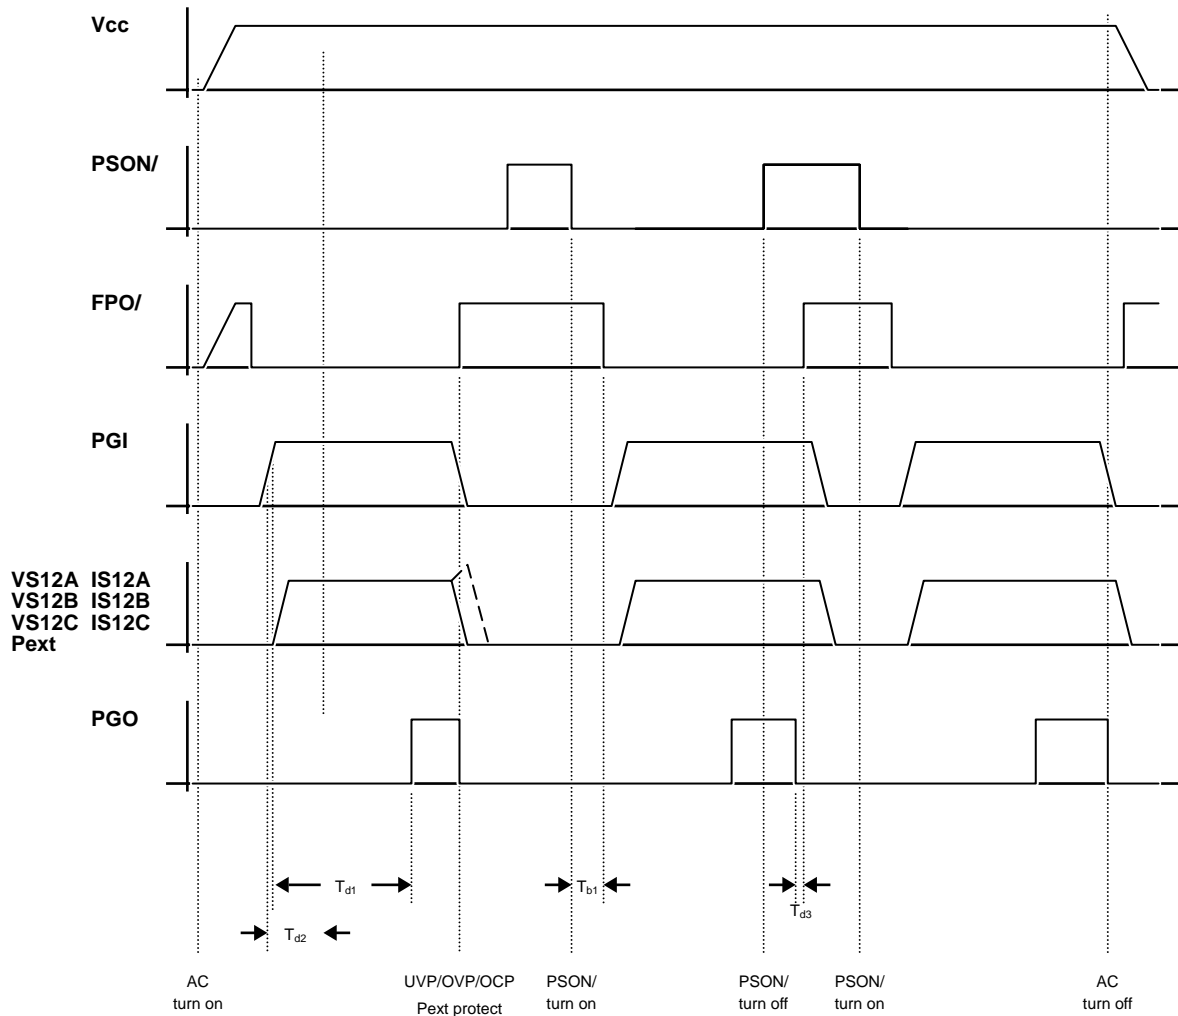 Vcc
PSON/
FPO/
PGI
VS12A IS12A
VS12B IS12B
VS12C IS12C
Pext
PGO
Td1
Tb1
Td3
Td2
AC
turn on
UVP/OVP/OCP
Pext protect
PSON/
turn on
PSON/
turn off
PSON/
turn on
AC
turn off